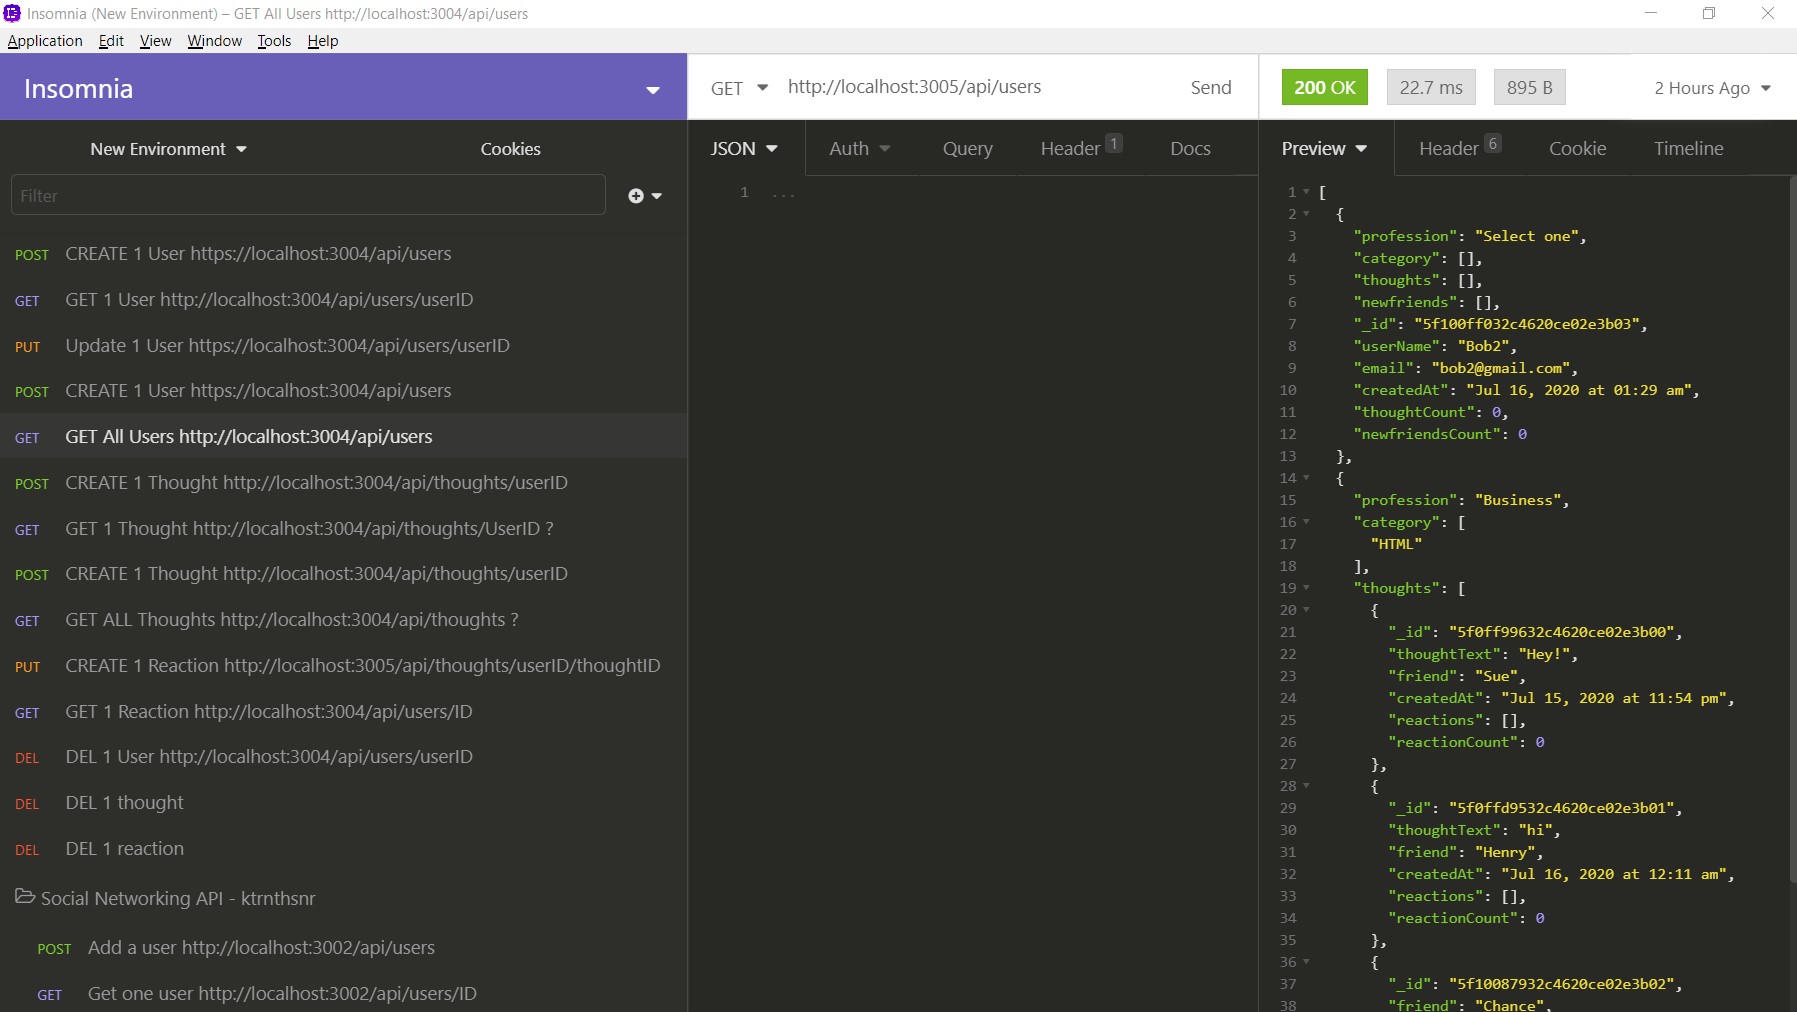 Insomnia (New Environment) – GET All Users http://localhost:3004/api/users
Application Edit View Window Tools Help
Insomnia
New Environment Cookies
Filter
POST CREATE 1 User https://localhost:3004/api/users
GET GET 1 User http://localhost:3004/api/users/userID
PUT Update 1 User https://localhost:3004/api/users/userID
POST CREATE 1 User https://localhost:3004/api/users
GET GET All Users http://localhost:3004/api/users
POST CREATE 1 Thought http://localhost:3004/api/thoughts/userID
GET GET 1 Thought http://localhost:3004/api/thoughts/UserID ?
POST CREATE 1 Thought http://localhost:3004/api/thoughts/userID
GET GET ALL Thoughts http://localhost:3004/api/thoughts ?
PUT CREATE 1 Reaction http://localhost:3005/api/thoughts/userID/thoughtID
GET GET 1 Reaction http://localhost:3004/api/users/ID
DEL DEL 1 User http://localhost:3004/api/users/userID
DEL DEL 1 thought
DEL DEL 1 reaction
Social Networking API - ktrnthsnr
POST Add a user http://localhost:3002/api/users
GET Get one user http://localhost:3002/api/users/ID
GET http://localhost:3005/api/users Send
JSON Auth Query Header 1 Docs
1 ...
200 OK 22.7 ms 895 B 2 Hours Ago
Preview Header 6 Cookie Timeline
1 [
2 {
3 "profession": "Select one",
4 "category": [],
5 "thoughts": [],
6 "newfriends": [],
7 "_id": "5f100ff032c4620ce02e3b03",
8 "userName": "Bob2",
9 "email": "bob2@gmail.com",
10 "createdAt": "Jul 16, 2020 at 01:29 am",
11 "thoughtCount": 0,
12 "newfriendsCount": 0
13 },
14 {
15 "profession": "Business",
16 "category": [
17 "HTML"
18 ],
19 "thoughts": [
20 {
21 "_id": "5f0ff99632c4620ce02e3b00",
22 "thoughtText": "Hey!",
23 "friend": "Sue",
24 "createdAt": "Jul 15, 2020 at 11:54 pm",
25 "reactions": [],
26 "reactionCount": 0
27 },
28 {
29 "_id": "5f0ffd9532c4620ce02e3b01",
30 "thoughtText": "hi",
31 "friend": "Henry",
32 "createdAt": "Jul 16, 2020 at 12:11 am",
33 "reactions": [],
34 "reactionCount": 0
35 },
36 {
37 "_id": "5f10087932c4620ce02e3b02",
38 "friend": "Chance",